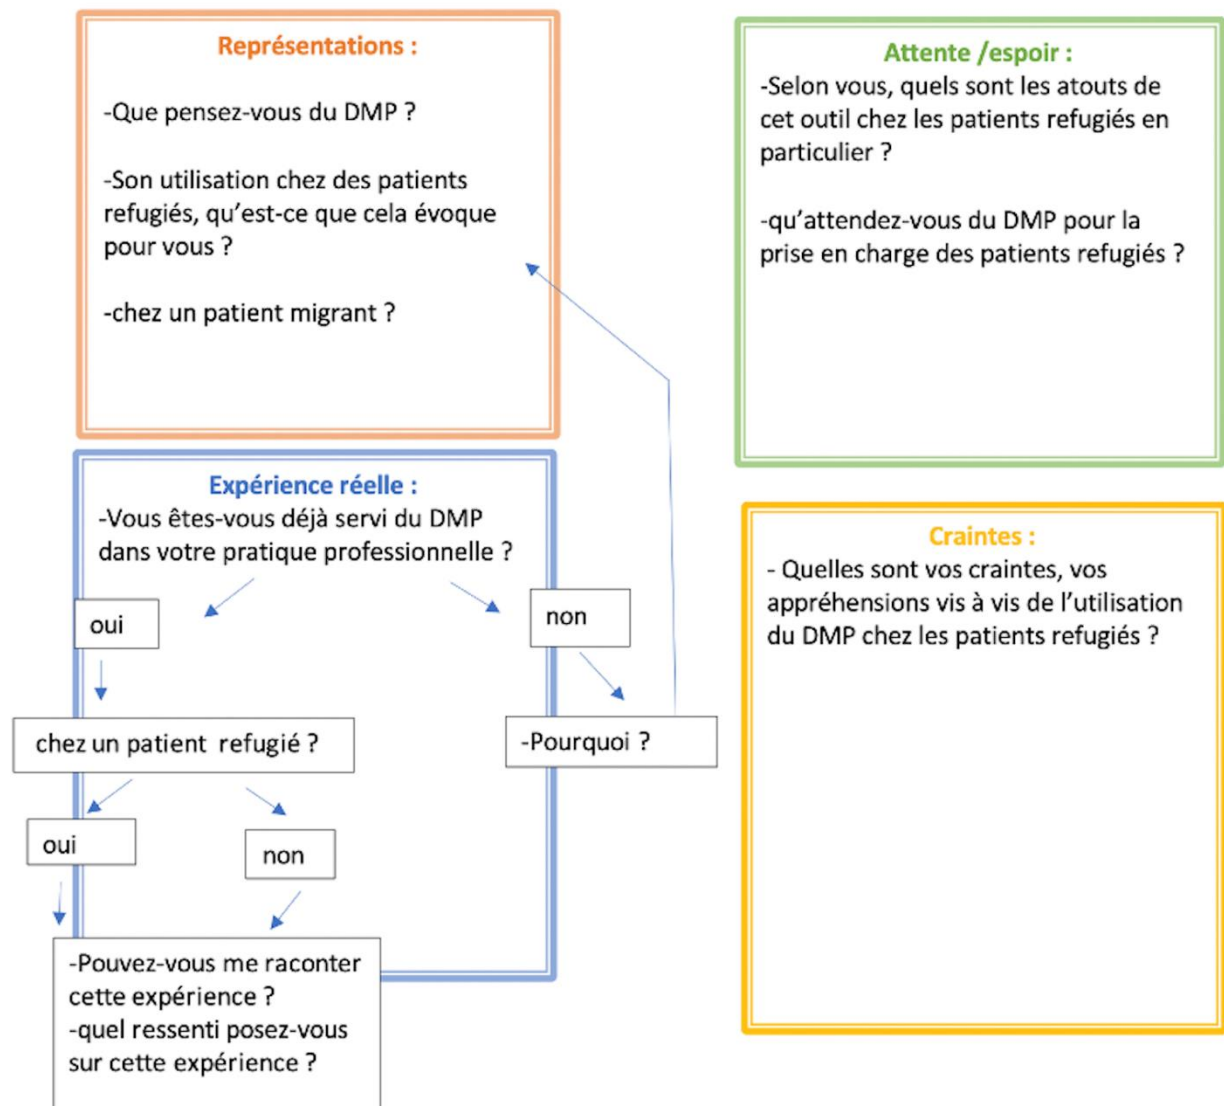 Représentations :
-Que pensez-vous du DMP ?
-Son utilisation chez des patients
refugiés, qu'est-ce que cela évoque
pour vous ?
-chez un patient migrant ?
Attente /espoir :
-Selon vous, quels sont les atouts de
cet outil chez les patients refugiés en
particulier ?
-qu'attendez-vous du DMP pour la
prise en charge des patients refugiés ?
Expérience réelle :
-Vous êtes-vous déjà servi du DMP
dans votre pratique professionnelle ?
oui
non
chez un patient refugié ?
-Pourquoi ?
oui
non
-Pouvez-vous me raconter
cette expérience ?
-quel ressenti posez-vous
sur cette expérience ?
Craintes :
- Quelles sont vos craintes, vos
appréhensions vis à vis de l'utilisation
du DMP chez les patients refugiés ?